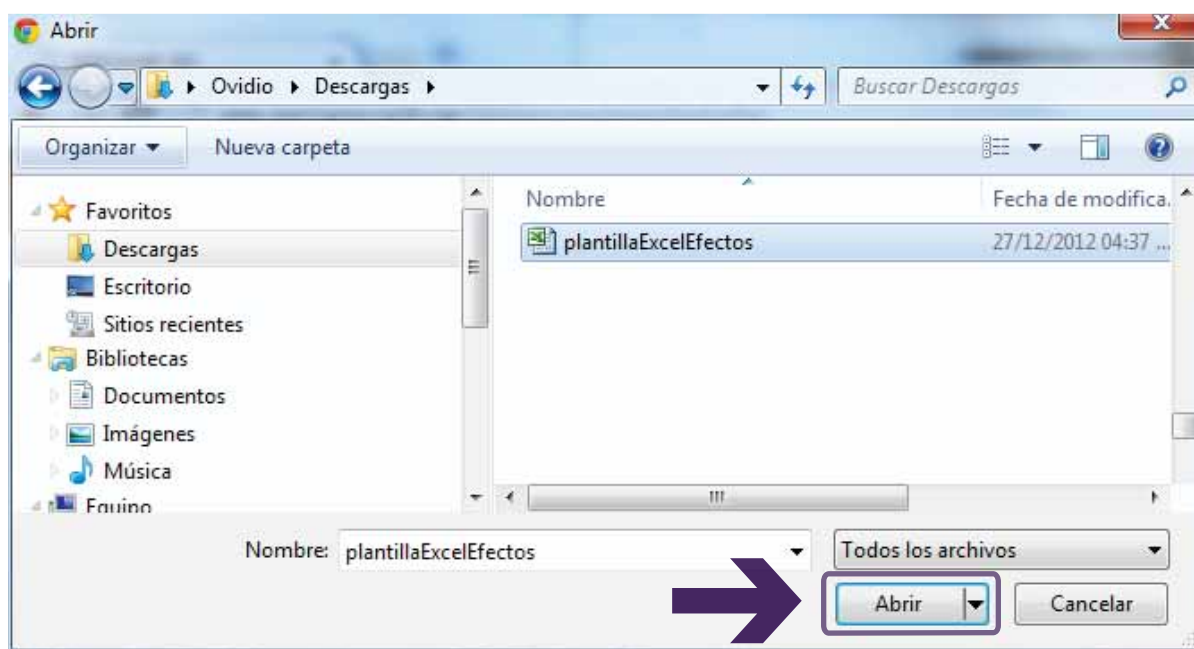 Abrir
Ovidio Descargas
Buscar Descargas
Organizar
Nueva carpeta
Nombre
Fecha de modifica.
Favoritos
plantillaExcelEfectos
27/12/2012 04:37 ...
Descargas
Escritorio
Sitios recientes
Bibliotecas
Documentos
Imágenes
Música
Equipo
Nombre: plantillaExcelEfectos
Todos los archivos
Abrir
Cancelar